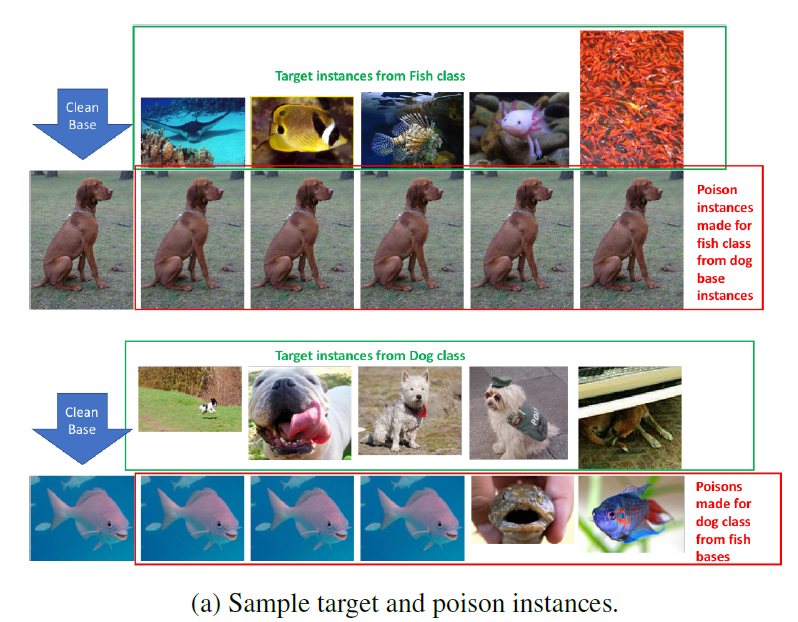 Target instances from Fish class
Clean
Base
Poison
instances
made for
fish class
from dog
base
instances
Target instances from Dog class
Clean
Base
Poisons
made for
dog class
from fish
bases
(a) Sample target and poison instances.